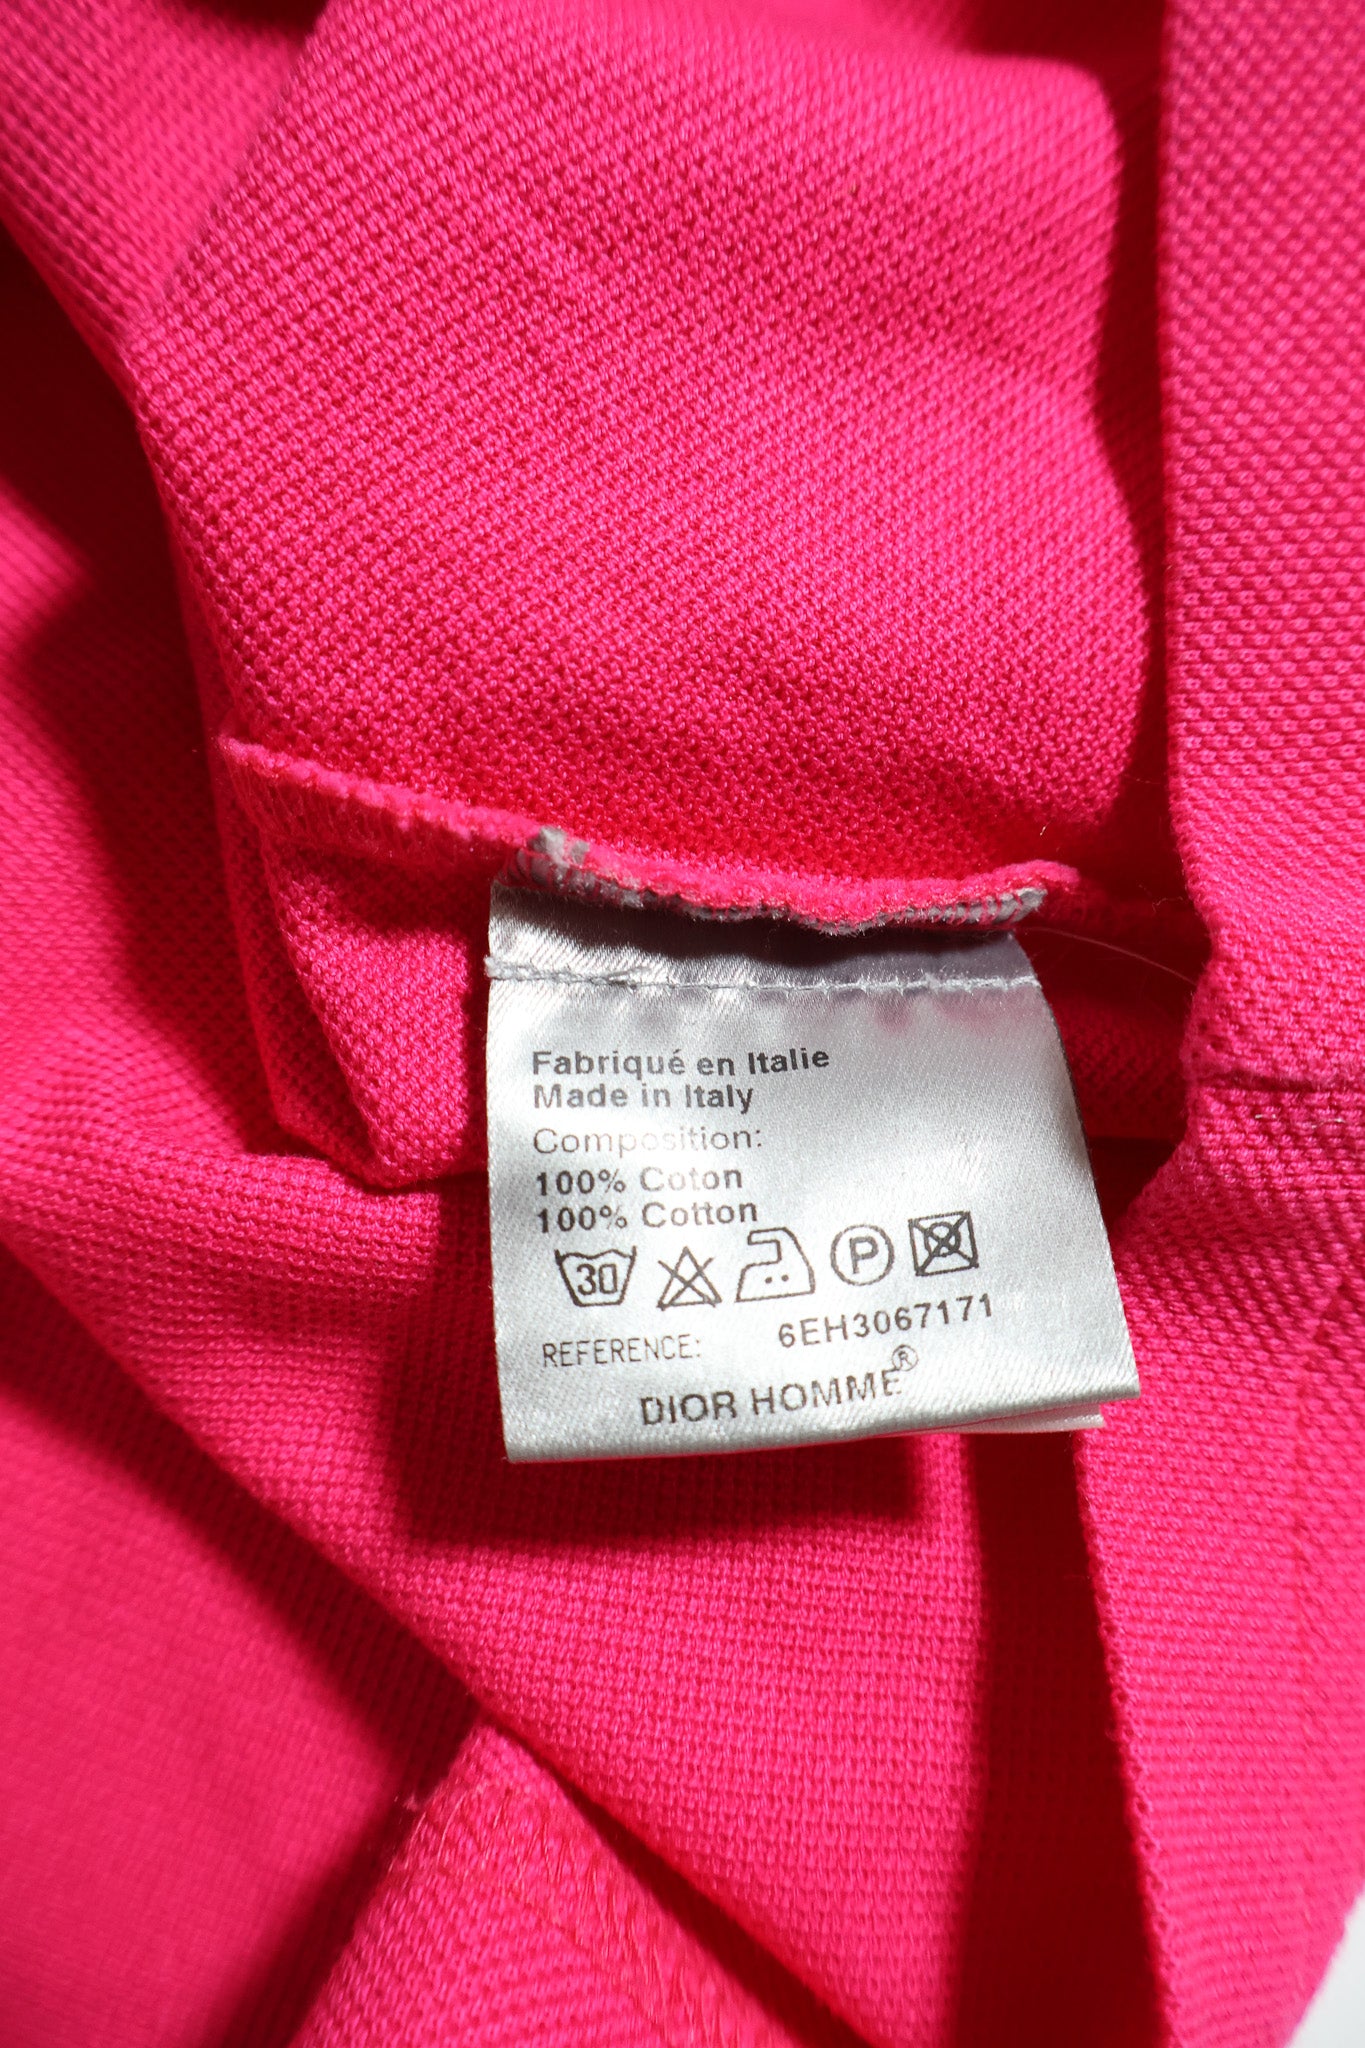 Fabriqué en Italie
Made in Italy
Composition:
100% Coton
100% Cotton
30 P
REFERENCE: 6EH3067171
DIOR HOMME®